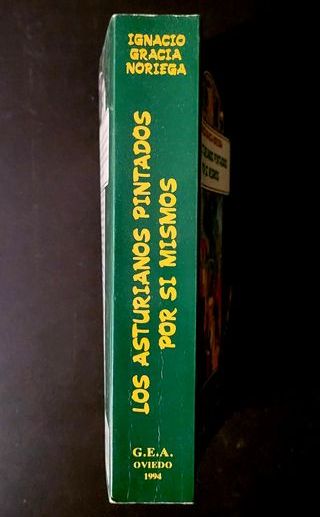 IGNACIO
GRACIA
NORIEGA
LOS ASTURIANOS PINTADOS
POR SI MISMOS
G.E.A.
OVIEDO
1994